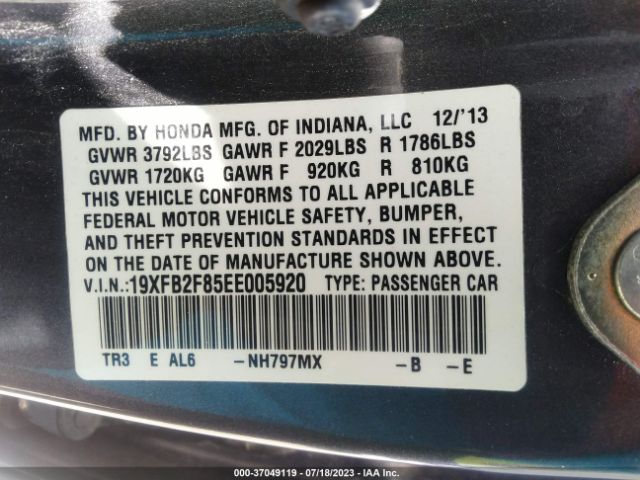 MFD. BY HONDA MFG. OF INDIANA, LLC 12/'13
GVWR 3792LBS GAWR F 2029LBS R 1786LBS
GVWR 1720KG GAWR F 920KG R 810KG
THIS VEHICLE CONFORMS TO ALL APPLICABLE
FEDERAL MOTOR VEHICLE SAFETY, BUMPER,
AND THEFT PREVENTION STANDARDS IN EFFECT
ON THE DATE OF MANUFACTURE SHOWN ABOVE.
V.I.N.:19XFB2F85EE005920 TYPE: PASSENGER CAR
TR3 E AL6 -NH797MX -B -E
000-37049119 - 07/18/2023 - IAA Inc.